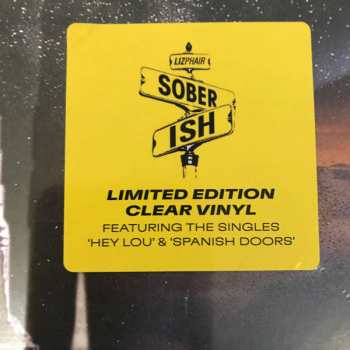 LIZPHAIR
SOBER
ISH
LIMITED EDITION
CLEAR VINYL
FEATURING THE SINGLES
'HEY LOU' & 'SPANISH DOORS'